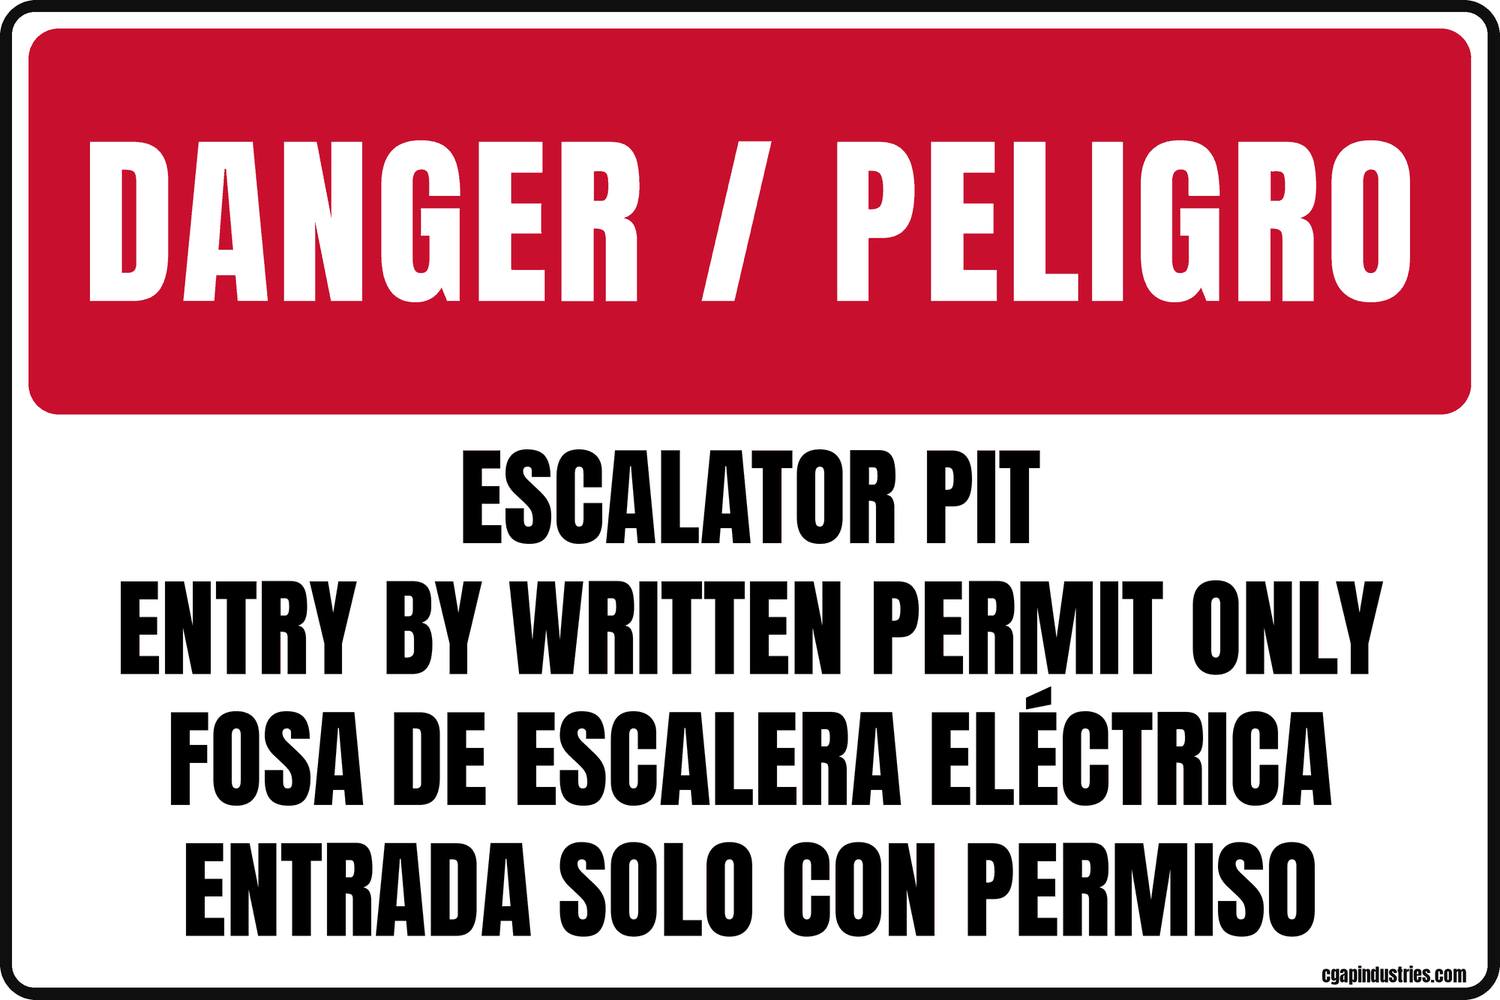 DANGER / PELIGRO
ESCALATOR PIT
ENTRY BY WRITTEN PERMIT ONLY
FOSA DE ESCALERA ELÉCTRICA
ENTRADA SOLO CON PERMISO
cgapindustries.com